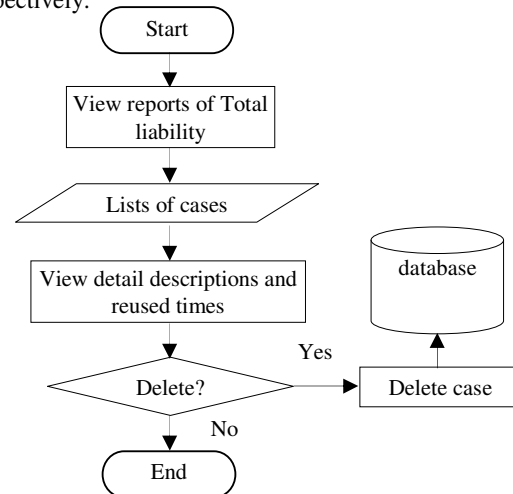 Start
View reports of Total
liability
Lists of cases
View detail descriptions and
reused times
database
Yes
Delete?
Delete case
No
End